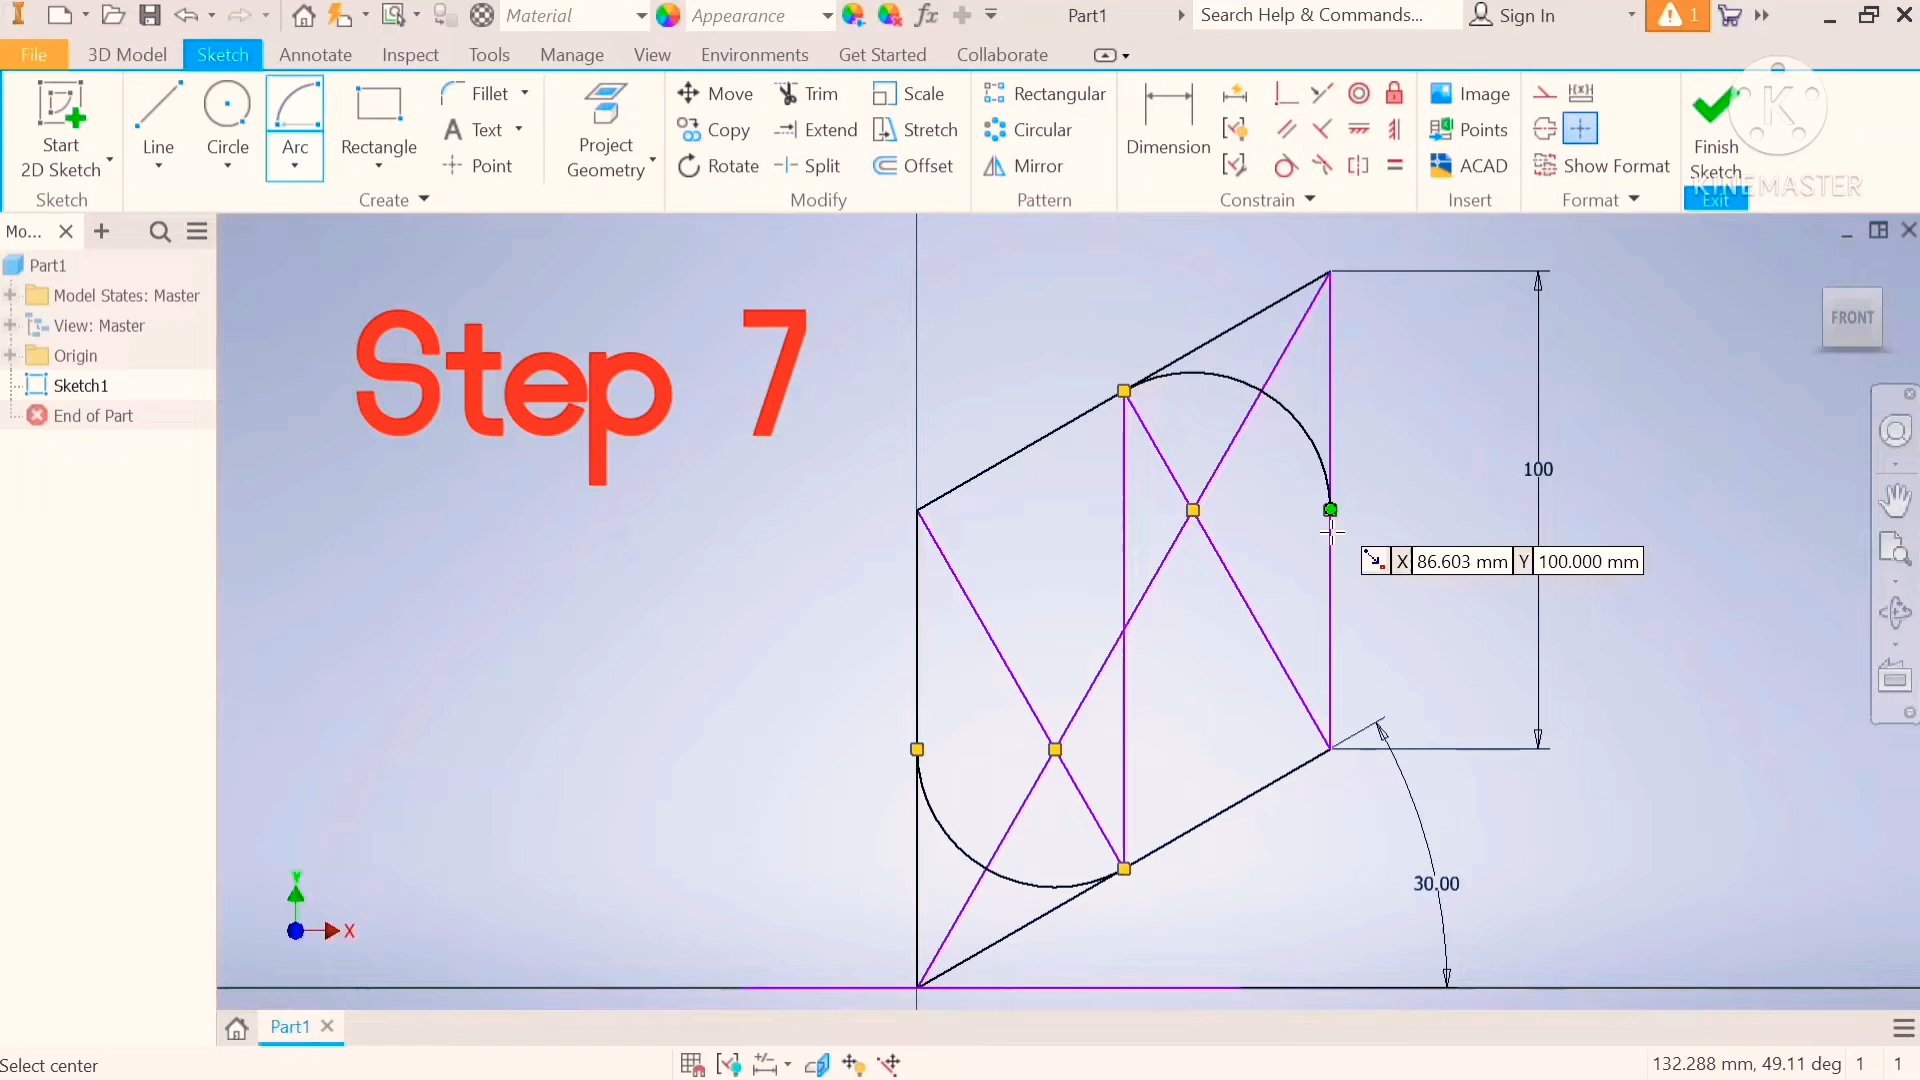 Material
Appearance
fx
Part1
Search Help & Commands...
Sign In
1
File
3D Model
Sketch
Annotate
Inspect
Tools
Manage
View
Environments
Get Started
Collaborate
Start
2D Sketch
Line
Circle
Arc
Rectangle
Fillet
Text
Point
Project
Geometry
Move
Copy
Rotate
Trim
Extend
Split
Scale
Stretch
Offset
Rectangular
Circular
Mirror
Dimension
Image
Points
ACAD
Show Format
Finish
Sketch
K
KINEMASTER
Sketch
Create
Modify
Pattern
Constrain
Insert
Format
Exit
Mo...
Part1
Model States: Master
View: Master
Origin
Sketch1
End of Part
Step 7
FRONT
100
X 86.603 mm Y 100.000 mm
30.00
Y
X
Part1
Select center
132.288 mm, 49.11 deg 1 1